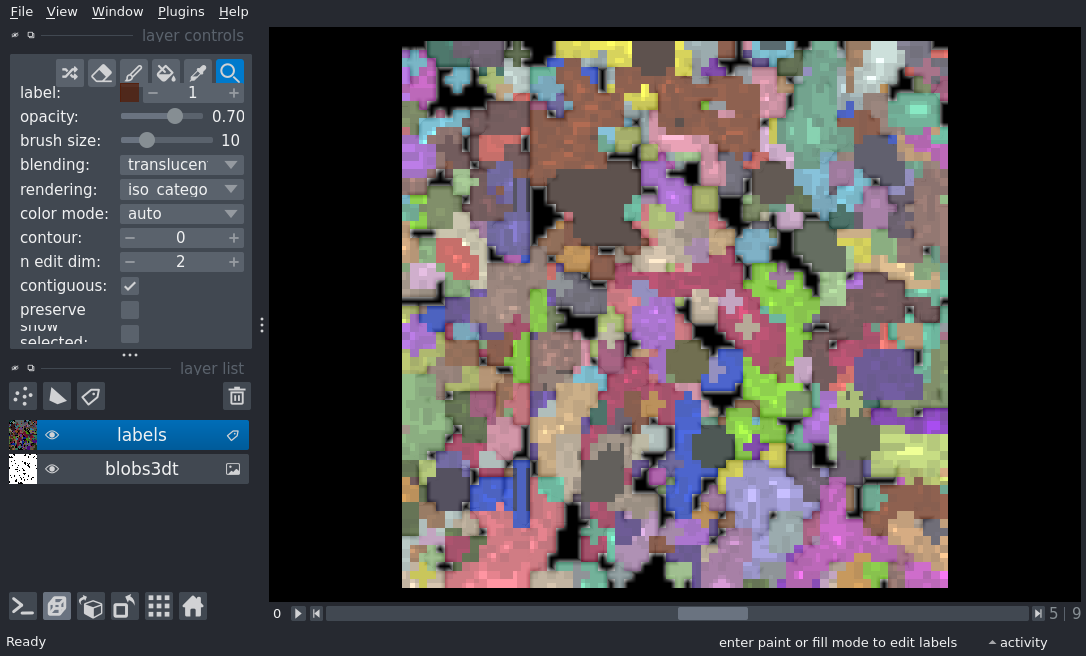 File View Window Plugins Help
layer controls
label: 1
opacity: 0.70
brush size: 10
blending: translucen
rendering: iso_catego
color mode: auto
contour: 0
n edit dim: 2
contiguous:
preserve
show
selected:
layer list
labels
blobs3dt
0 5 | 9
Ready enter paint or fill mode to edit labels activity